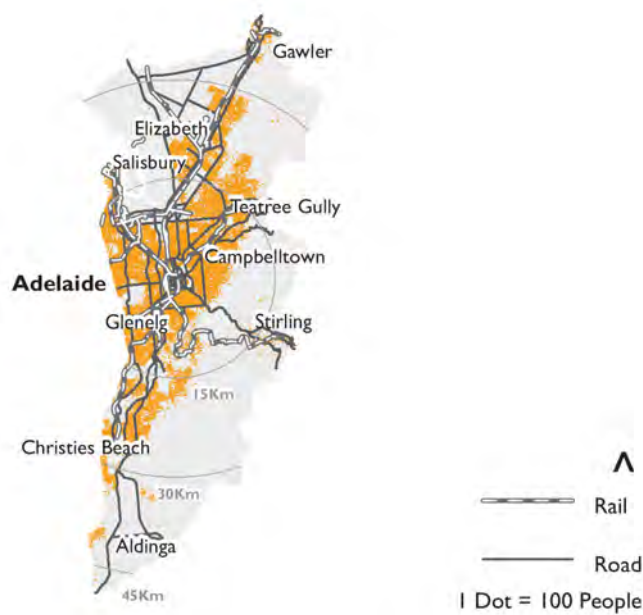 Gawler
Elizabeth
Salisbury
Teatree Gully
Campbelltown
Adelaide
Glenelg
Stirling
15Km
Christies Beach
30Km
Rail
Aldinga
Road
45Km
1 Dot = 100 People